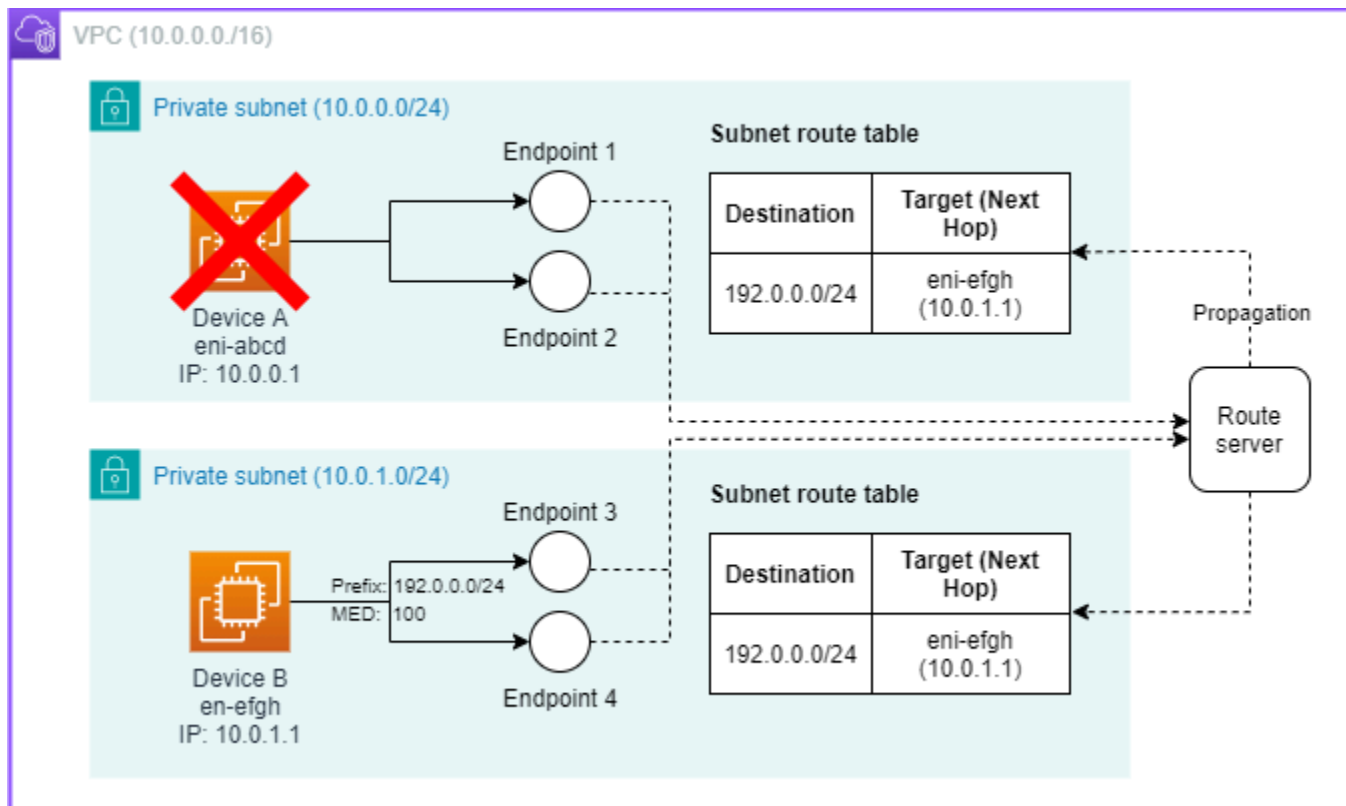 VPC (10.0.0.0./16)
Private subnet (10.0.0.0/24)
Endpoint 1
Endpoint 2
Device A
eni-abcd
IP: 10.0.0.1
Subnet route table
Destination
Target (Next
Hop)
192.0.0.0/24
eni-efgh
(10.0.1.1)
Propagation
Route
server
Private subnet (10.0.1.0/24)
Endpoint 3
Prefix: 192.0.0.0/24
MED: 100
Endpoint 4
Device B
en-efgh
IP: 10.0.1.1
Subnet route table
Destination
Target (Next
Hop)
192.0.0.0/24
eni-efgh
(10.0.1.1)